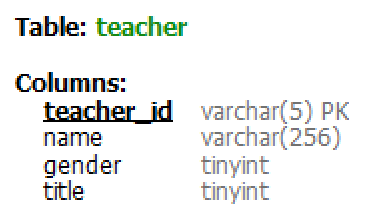 Table: teacher
Columns:
teacher_id varchar(5) PK
name varchar(256)
gender tinyint
title tinyint